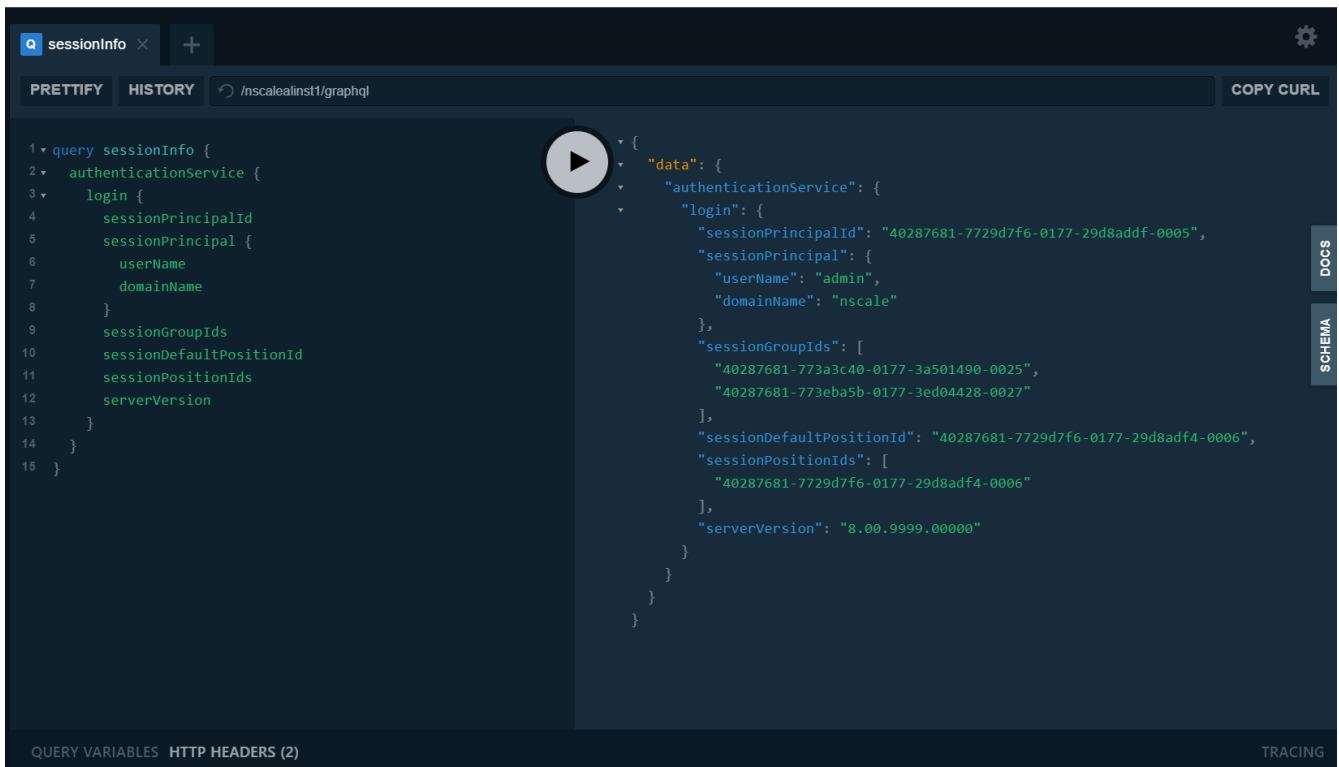 Q sessionInfo × +
PRETTIFY HISTORY /nscalealinst1/graphql COPY CURL
1 query sessionInfo {
2 authenticationService {
3 login {
4 sessionPrincipalId
5 sessionPrincipal {
6 userName
7 domainName
8 }
9 sessionGroupIds
10 sessionDefaultPositionId
11 sessionPositionIds
12 serverVersion
13 }
14 }
15 }
{
"data": {
"authenticationService": {
"login": {
"sessionPrincipalId": "40287681-7729d7f6-0177-29d8addf-0005",
"sessionPrincipal": {
"userName": "admin",
"domainName": "nscale"
},
"sessionGroupIds": [
"40287681-773a3c40-0177-3a501490-0025",
"40287681-773eba5b-0177-3ed04428-0027"
],
"sessionDefaultPositionId": "40287681-7729d7f6-0177-29d8adf4-0006",
"sessionPositionIds": [
"40287681-7729d7f6-0177-29d8adf4-0006"
],
"serverVersion": "8.00.9999.00000"
}
}
}
}
DOCS
SCHEMA
QUERY VARIABLES HTTP HEADERS (2) TRACING